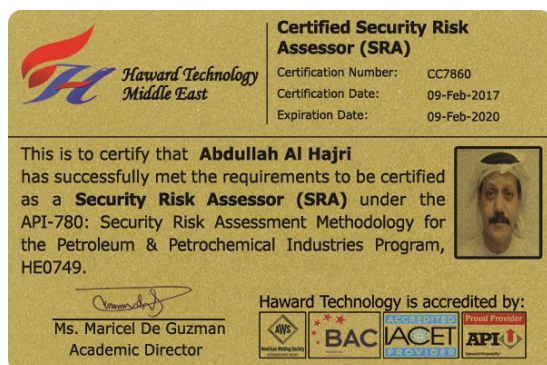 Haward Technology
Middle East
Certified Security Risk
Assessor (SRA)
Certification Number: CC7860
Certification Date: 09-Feb-2017
Expiration Date: 09-Feb-2020
This is to certify that Abdullah Al Hajri
has successfully met the requirements to be certified
as a Security Risk Assessor (SRA) under the
API-780: Security Risk Assessment Methodology for
the Petroleum & Petrochemical Industries Program,
HE0749.
Ms. Maricel De Guzman
Academic Director
Haward Technology is accredited by:
AWS
American Welding Society
BAC
ACCREDITED
IACET
PROVIDER
Proud Provider
API